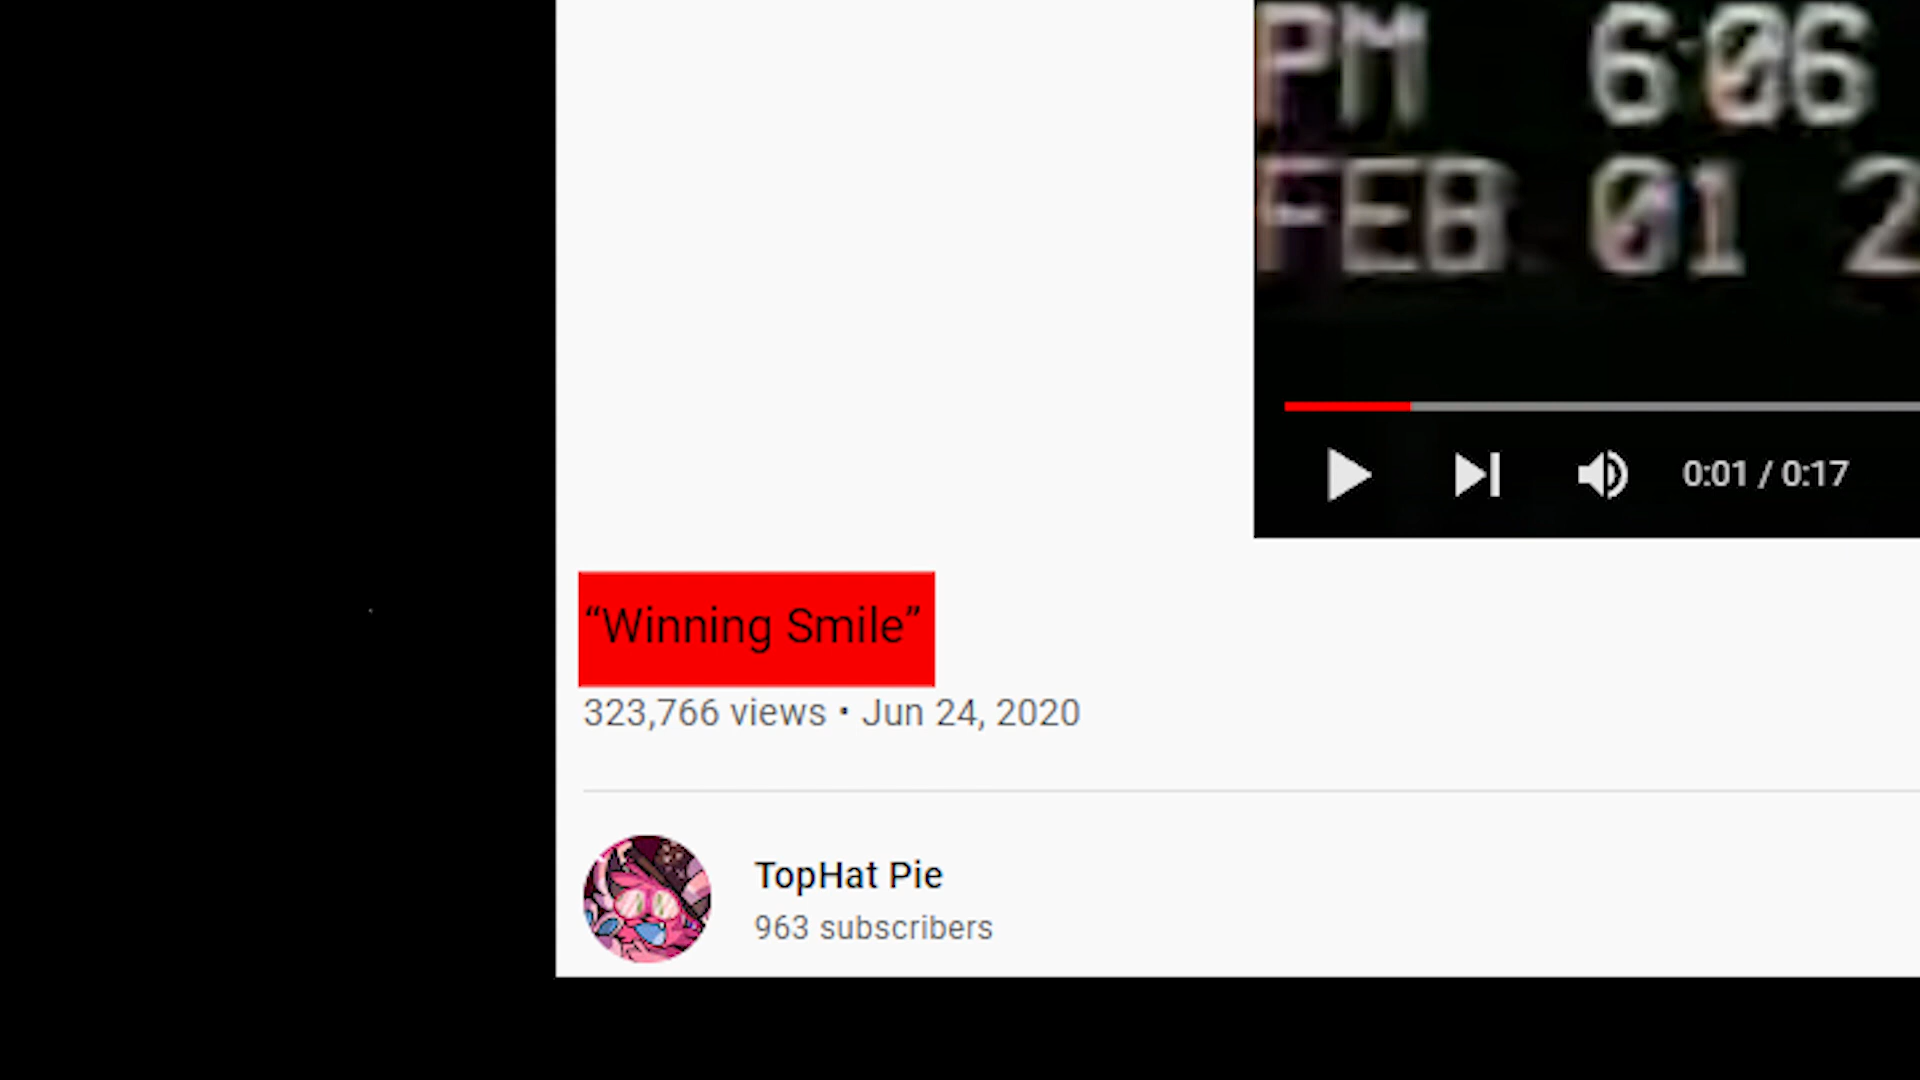 PM 6:06
FEB 01 2
0:01 / 0:17
“Winning Smile”
323,766 views • Jun 24, 2020
TopHat Pie
963 subscribers